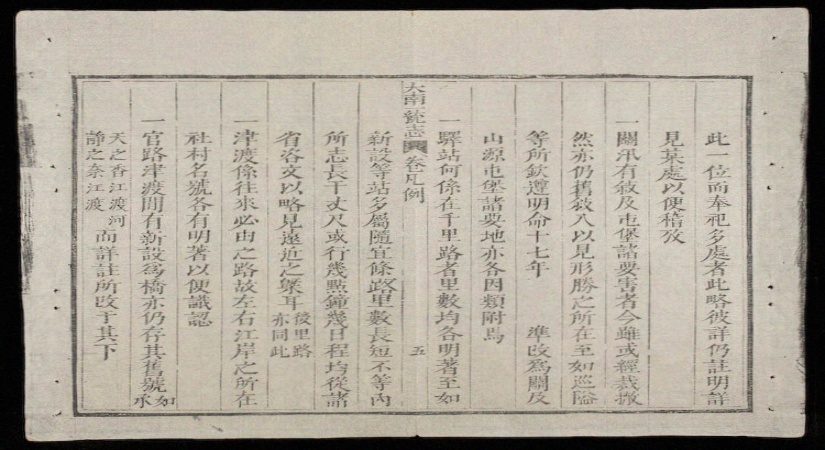 此一位而奉祀多處者此略彼詳仍註明詳
見某處以便稽攷
一關汛有敘及屯堡諸要害者今雖或經裁撤
然亦仍舊敘入以見形勝之所在至如巡隘
等所欽遵明命十七年　準改爲關及
山源屯堡諸要地亦各因類附焉
一驛站何係在千里路者里數均各明著至如
大南一統志 卷 凡例 五
新設等站多屬隨宜條路里數長短不等內
所志長干丈尺或行幾點鐘幾日程均從諸
省洛文以略見遠近之槩耳後里路亦同此
一津渡係往來必由之路故左右江岸之所在
社村名號各有明著以便識認
一官路津渡間有新設爲橋亦仍存其舊號如承
天之香江渡河靜之奈江渡而詳註所改于其下